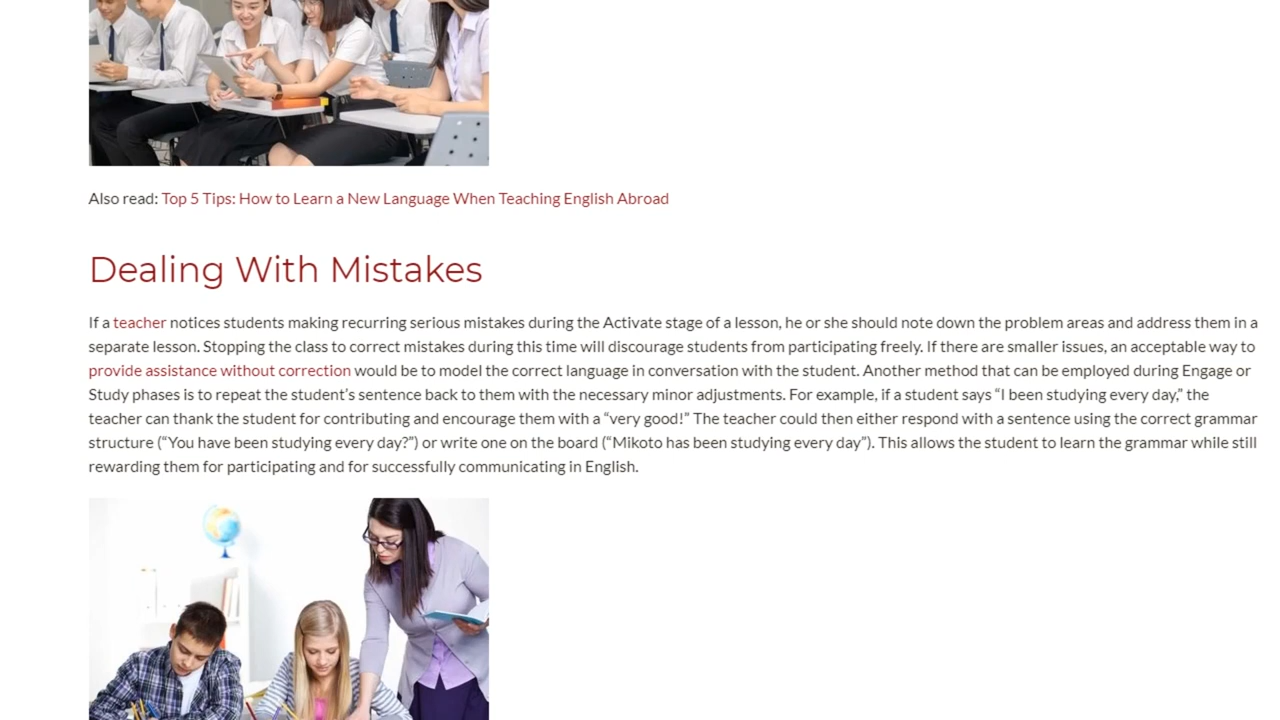 Also read: Top 5 Tips: How to Learn a New Language When Teaching English Abroad
Dealing With Mistakes
If a teacher notices students making recurring serious mistakes during the Activate stage of a lesson, he or she should note down the problem areas and address them in a
separate lesson. Stopping the class to correct mistakes during this time will discourage students from participating freely. If there are smaller issues, an acceptable way to
provide assistance without correction would be to model the correct language in conversation with the student. Another method that can be employed during Engage or
Study phases is to repeat the student’s sentence back to them with the necessary minor adjustments. For example, if a student says “I been studying every day,” the
teacher can thank the student for contributing and encourage them with a “very good!” The teacher could then either respond with a sentence using the correct grammar
structure (“You have been studying every day?”) or write one on the board (“Mikoto has been studying every day”). This allows the student to learn the grammar while still
rewarding them for participating and for successfully communicating in English.